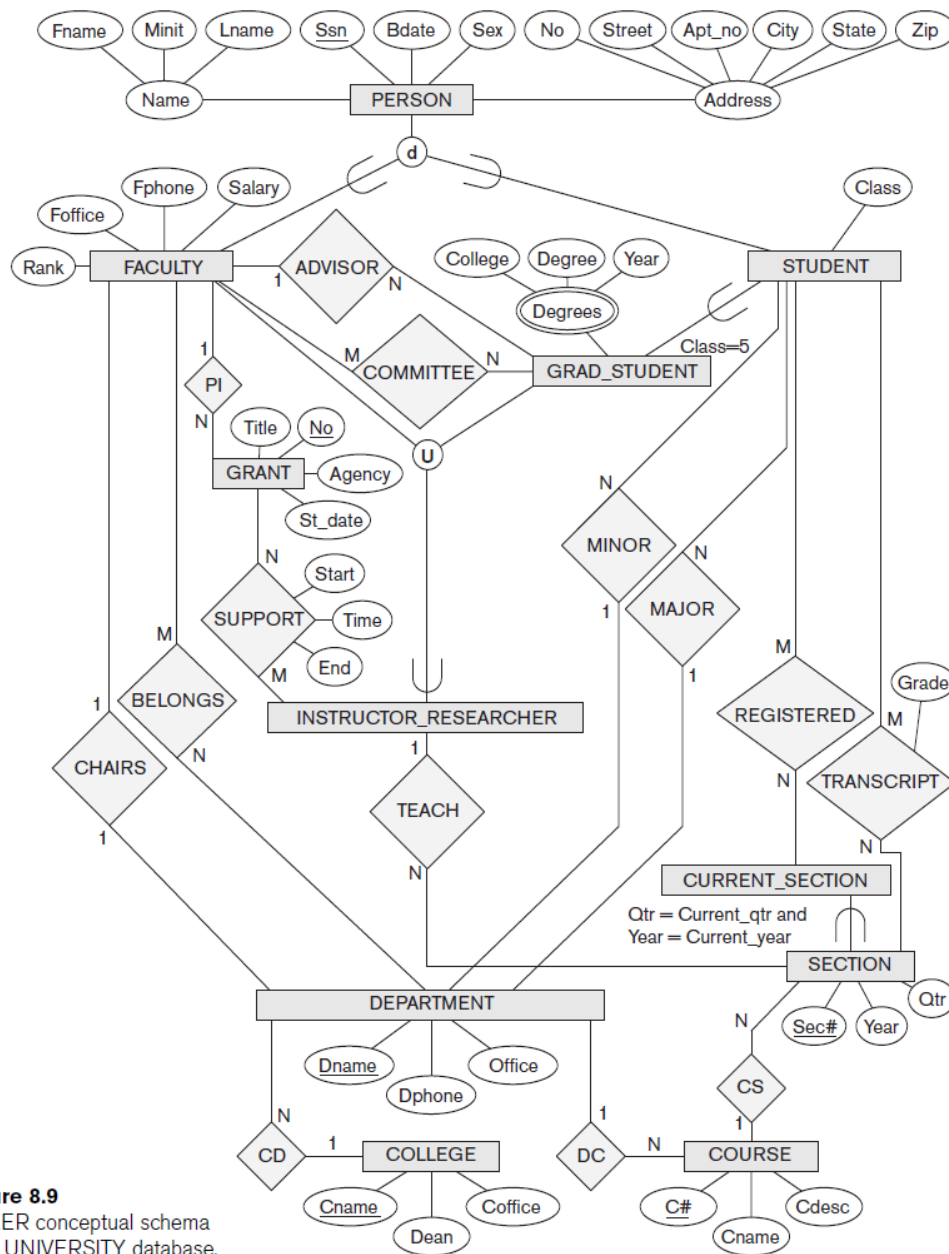 Fname
Minit
Lname
Ssn
Bdate
Sex
No
Street
Apt_no
City
State
Zip
Name
PERSON
Address
d
Fphone
Salary
Class
Foffice
Rank
FACULTY
1
ADVISOR
N
College
Degree
Year
STUDENT
Degrees
Class=5
M
COMMITTEE
N
GRAD_STUDENT
1
PI
N
Title
No
U
GRANT
Agency
St_date
N
MINOR
N
N
Start
SUPPORT
Time
MAJOR
1
M
End
M
BELONGS
1
M
Grade
1
INSTRUCTOR_RESEARCHER
REGISTERED
M
N
CHAIRS
1
TEACH
N
TRANSCRIPT
1
N
N
CURRENT_SECTION
Qtr = Current_qtr and
Year = Current_year
SECTION
DEPARTMENT
Qtr
N
Sec#
Year
Dname
Office
Dphone
CS
N
1
1
CD
1
COLLEGE
DC
N
COURSE
Cname
Coffice
C#
Cdesc
Dean
Cname
re 8.9
ER conceptual schema
UNIVERSITY database.